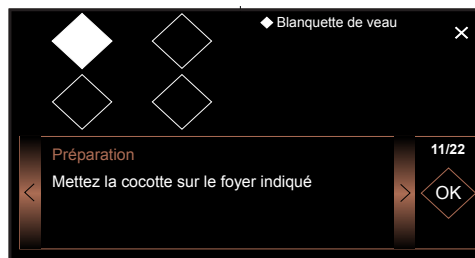 ◆ Blanquette de veau
Préparation
Mettez la cocotte sur le foyer indiqué
11/22
OK